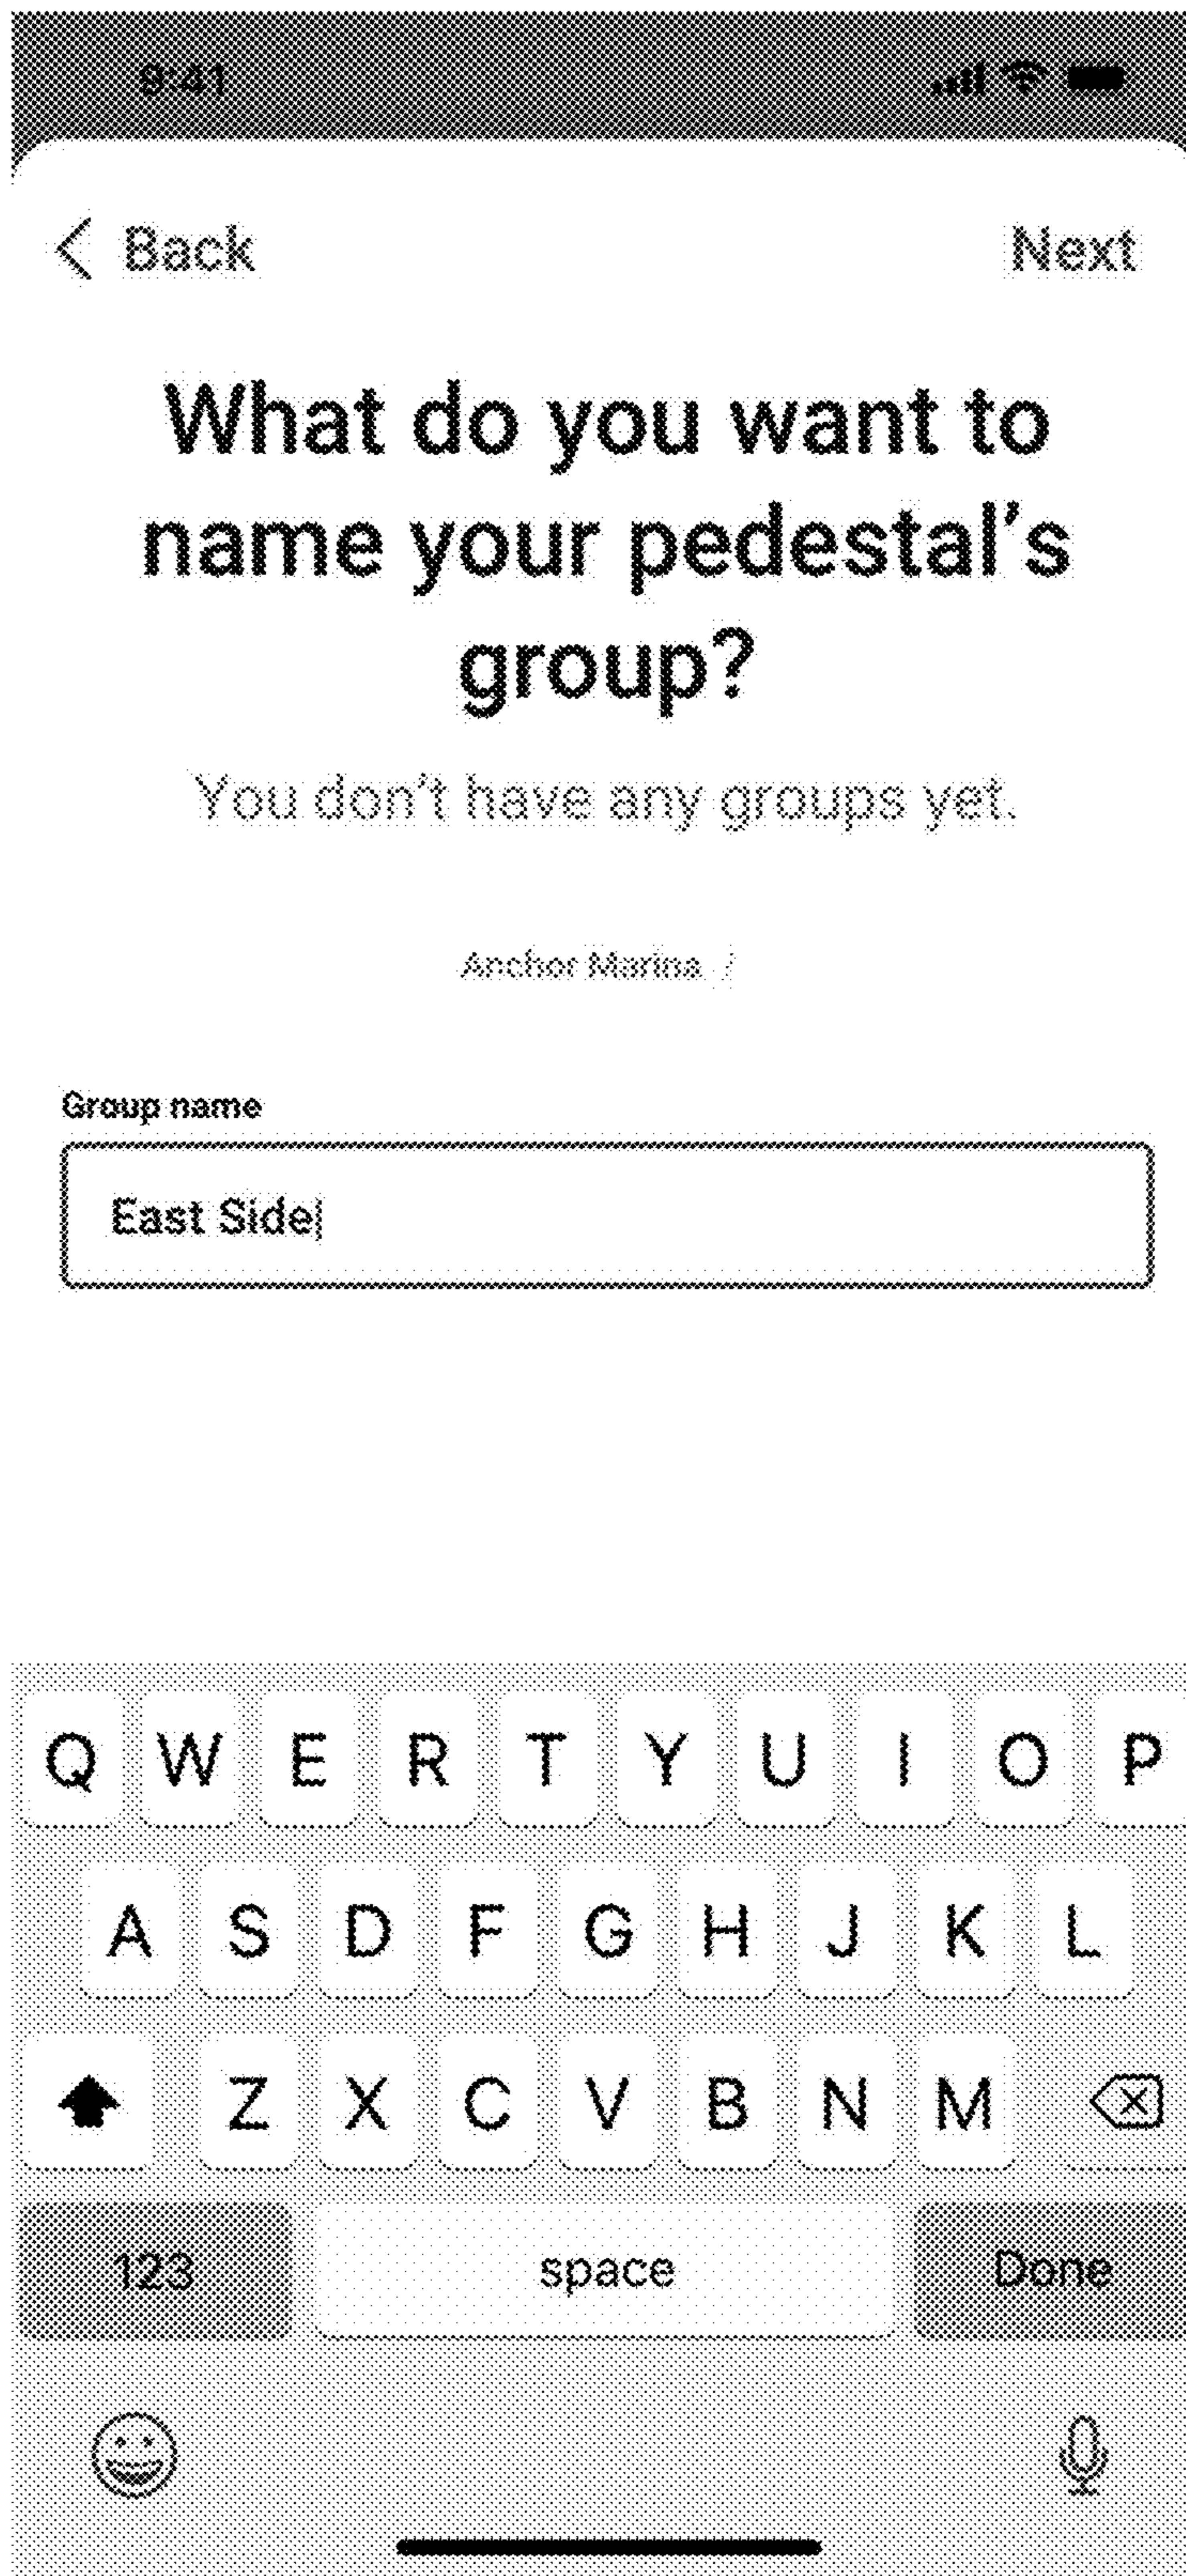 9:41
Back Next
What do you want to
name your pedestal's
group?
You don't have any groups yet.
Anchor Marina /
Group name
East Side
Q W E R T Y U I O P
A S D F G H J K L
Z X C V B N M
123 space Done